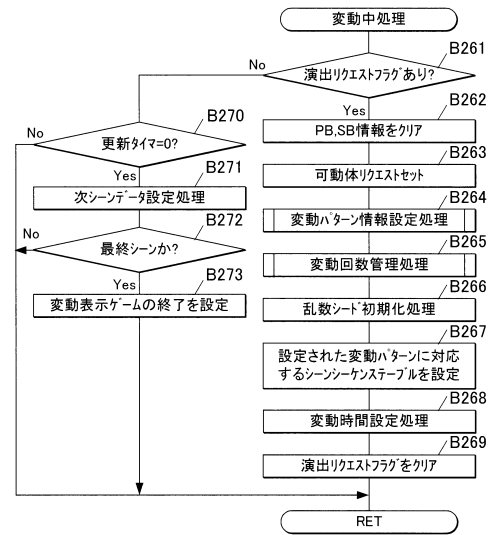 変動中処理
B261
演出リクエストフラグあり?
No
Yes
B262
PB,SB情報をクリア
B263
可動体リクエストセット
B264
変動パターン情報設定処理
B265
変動回数管理処理
B266
乱数シード初期化処理
B267
設定された変動パターンに対応
するシーンシーケンステーブルを設定
B268
変動時間設定処理
B269
演出リクエストフラグをクリア
B270
更新タイマ=0?
No
Yes
B271
次シーンデータ設定処理
B272
最終シーンか?
No
Yes
B273
変動表示ゲームの終了を設定
RET